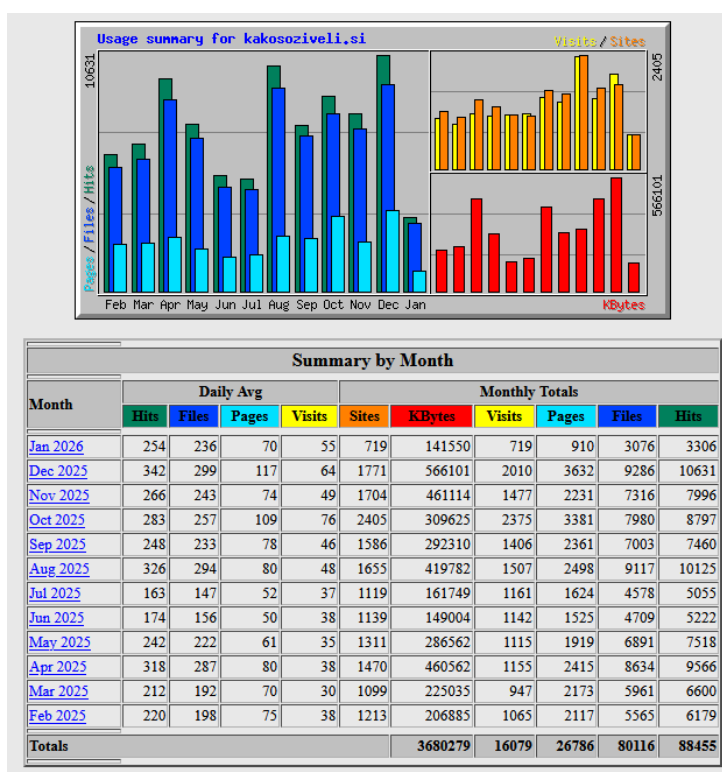 Usage summary for kakosoziveli.si
Visits / Sites
10631
2405
Pages / Files / Hits
566101
Feb Mar Apr May Jun Jul Aug Sep Oct Nov Dec Jan
KBytes
Summary by Month
Month Daily Avg Monthly Totals
Hits Files Pages Visits Sites KBytes Visits Pages Files Hits
Jan 2026 254 236 70 55 719 141550 719 910 3076 3306
Dec 2025 342 299 117 64 1771 566101 2010 3632 9286 10631
Nov 2025 266 243 74 49 1704 461114 1477 2231 7316 7996
Oct 2025 283 257 109 76 2405 309625 2375 3381 7980 8797
Sep 2025 248 233 78 46 1586 292310 1406 2361 7003 7460
Aug 2025 326 294 80 48 1655 419782 1507 2498 9117 10125
Jul 2025 163 147 52 37 1119 161749 1161 1624 4578 5055
Jun 2025 174 156 50 38 1139 149004 1142 1525 4709 5222
May 2025 242 222 61 35 1311 286562 1115 1919 6891 7518
Apr 2025 318 287 80 38 1470 460562 1155 2415 8634 9566
Mar 2025 212 192 70 30 1099 225035 947 2173 5961 6600
Feb 2025 220 198 75 38 1213 206885 1065 2117 5565 6179
Totals 3680279 16079 26786 80116 88455